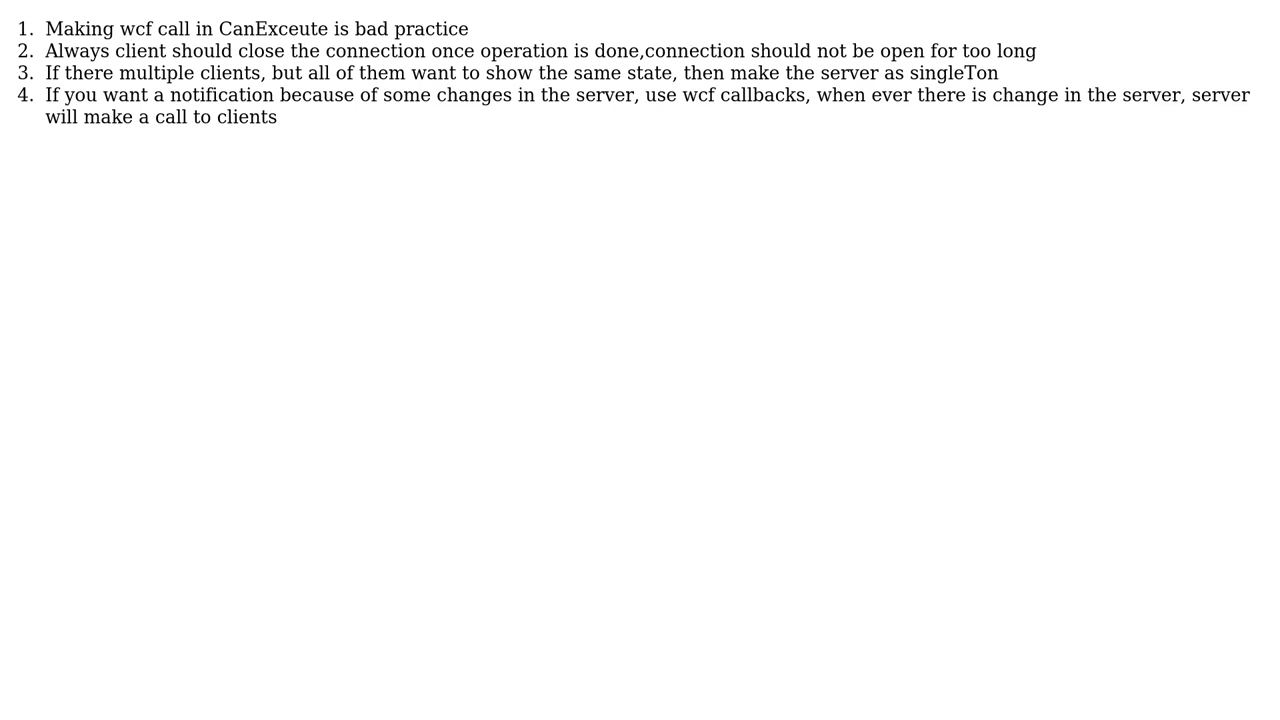 1. Making wcf call in CanExceute is bad practice
2. Always client should close the connection once operation is done,connection should not be open for too long
3. If there multiple clients, but all of them want to show the same state, then make the server as singleTon
4. If you want a notification because of some changes in the server, use wcf callbacks, when ever there is change in the server, server
will make a call to clients